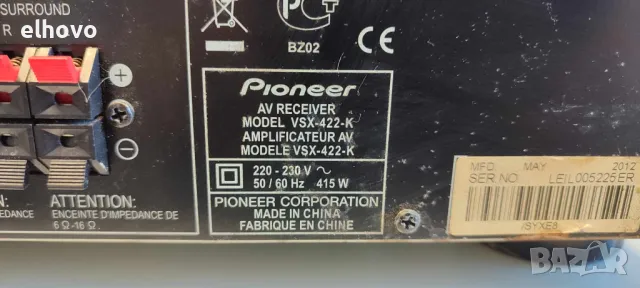 SURROUND
R
elhovo
+
−
BZ02
CE
Pioneer
AV RECEIVER
MODEL VSX-422-K
AMPLIFICATEUR AV
MODELE VSX-422-K
220 - 230 V ~
50 / 60 Hz 415 W
PIONEER CORPORATION
MADE IN CHINA
FABRIQUE EN CHINE
EDANCE
ATTENTION:
ENCEINTE D'IMPEDANCE DE
6 Ω-16 Ω.
MFD. MAY 2012
SER NO. LEIL005225ER
/SYXE8
bazar.bg